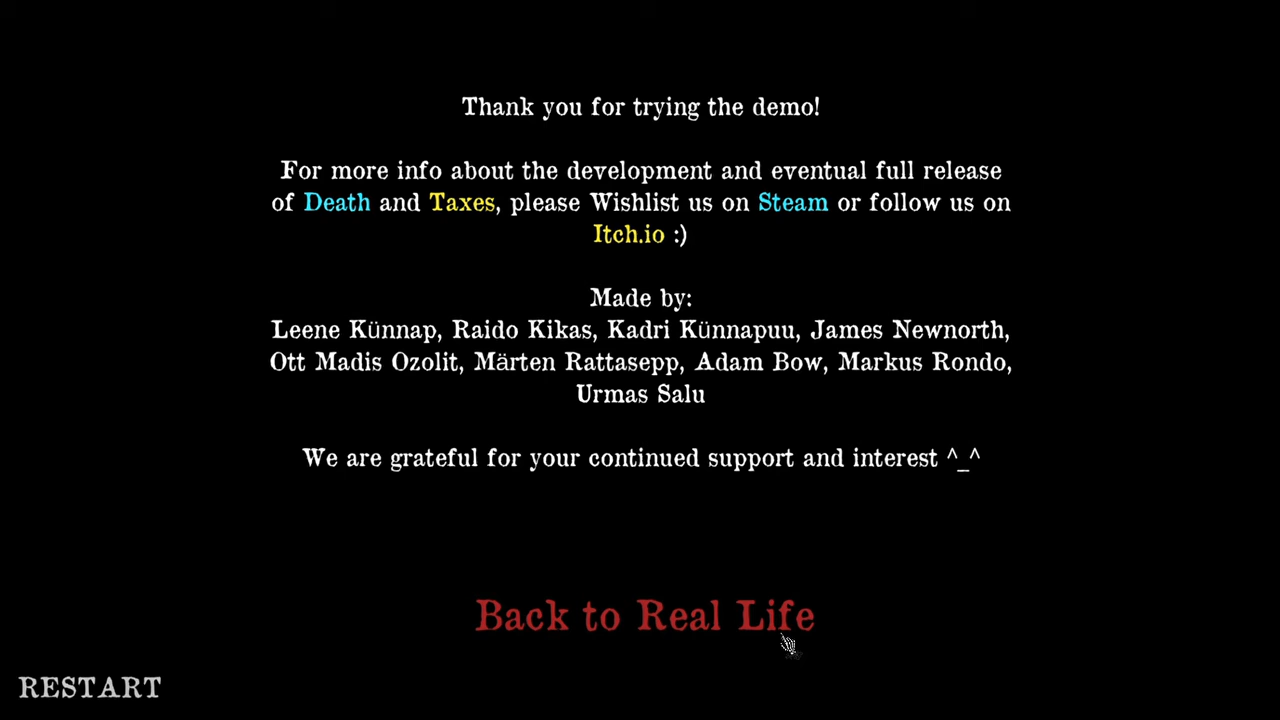 Thank you for trying the demo!
For more info about the development and eventual full release
of Death and Taxes, please Wishlist us on Steam or follow us on
Itch.io :)
Made by:
Leene Künnap, Raido Kikas, Kadri Künnapuu, James Newnorth,
Ott Madis Ozolit, Märten Rattasepp, Adam Bow, Markus Rondo,
Urmas Salu
We are grateful for your continued support and interest ^_^
Back to Real Life
RESTART